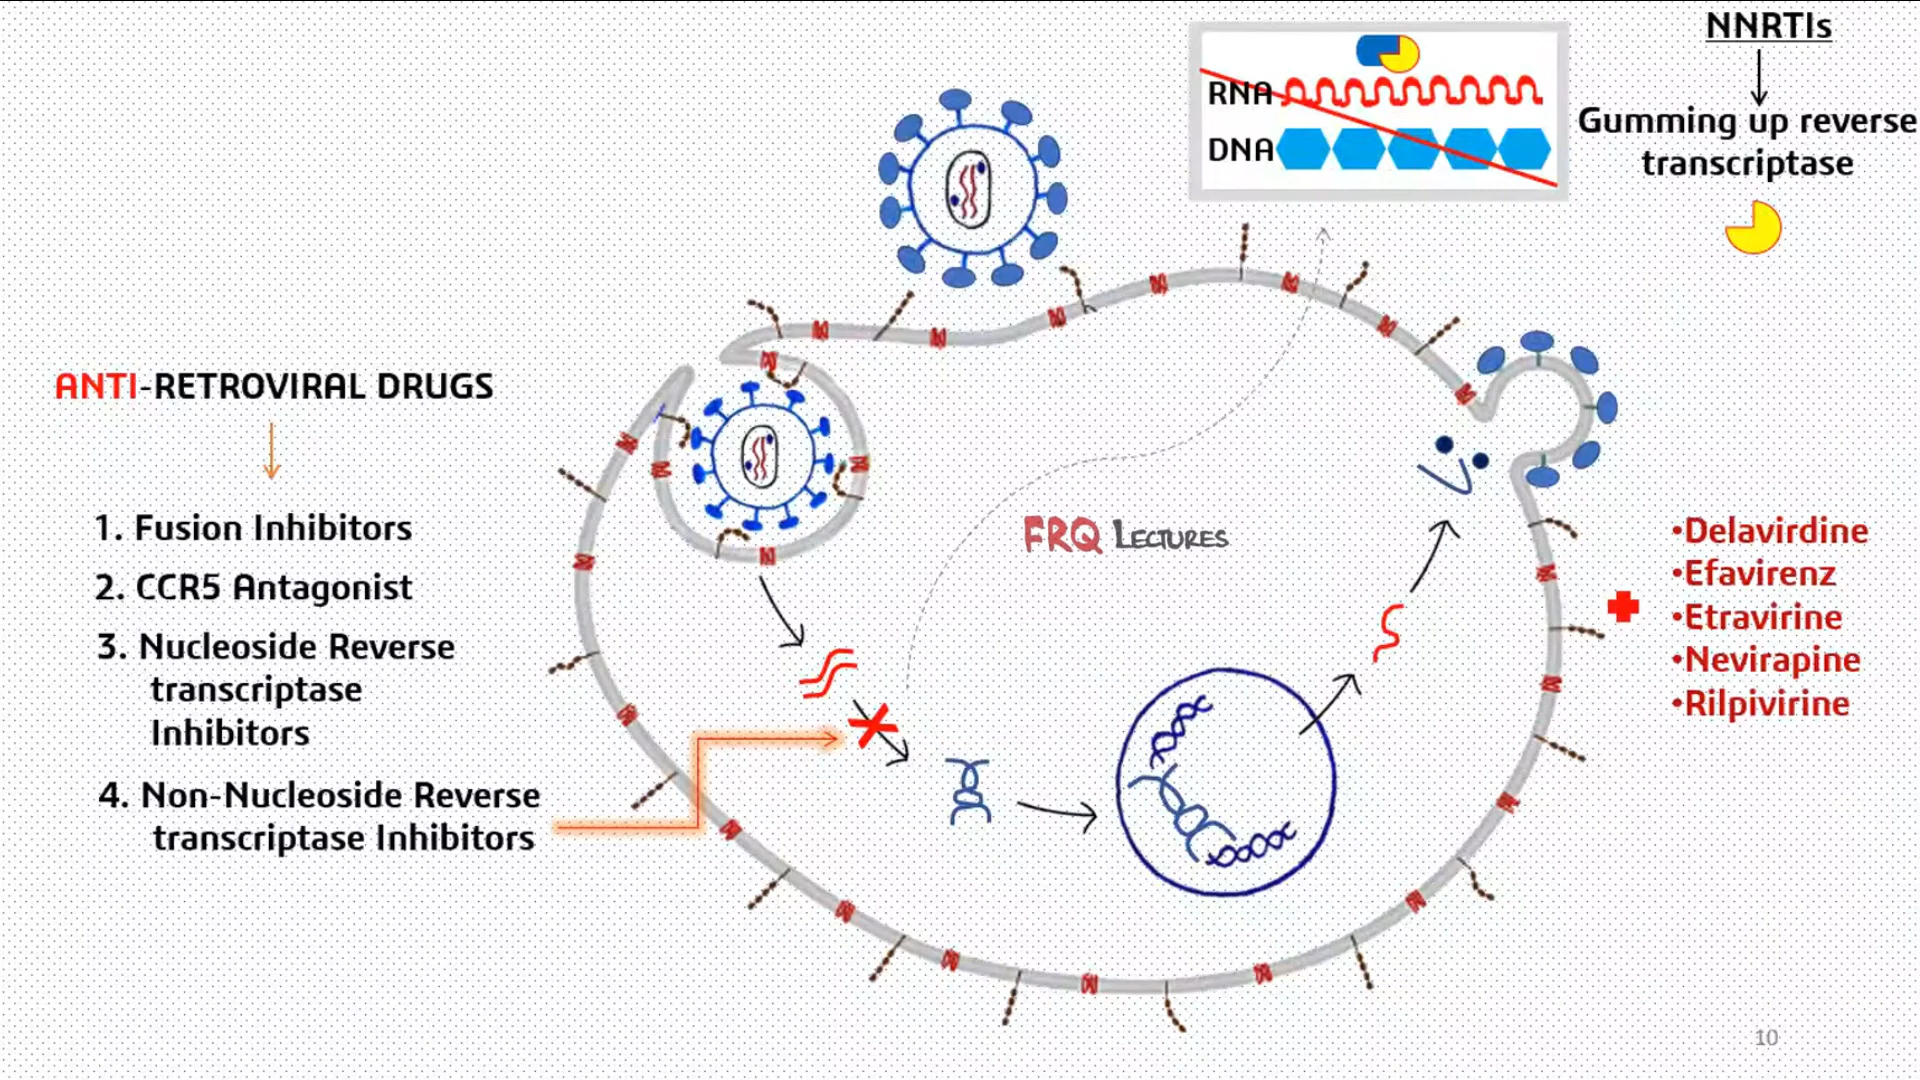 NNRTIs
Gumming up reverse
transcriptase
RNA
DNA
ANTI-RETROVIRAL DRUGS
1. Fusion Inhibitors
2. CCR5 Antagonist
3. Nucleoside Reverse
transcriptase
Inhibitors
4. Non-Nucleoside Reverse
transcriptase Inhibitors
FRQ LECTURES
•Delavirdine
•Efavirenz
•Etravirine
•Nevirapine
•Rilpivirine
10